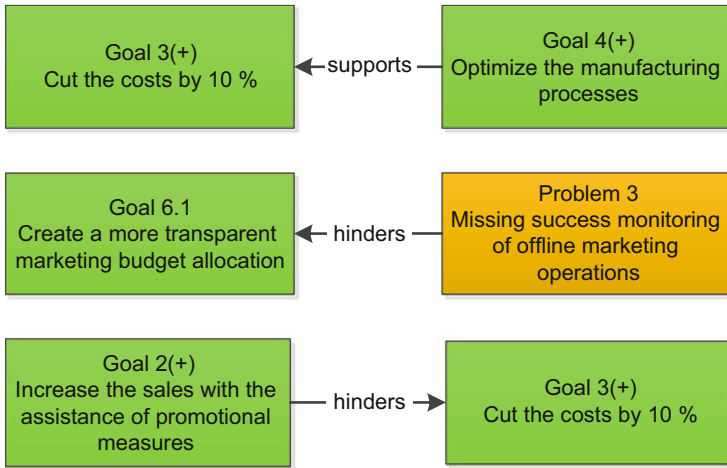 Goal 3(+)
Cut the costs by 10 %
supports
Goal 4(+)
Optimize the manufacturing
processes
Goal 6.1
Create a more transparent
marketing budget allocation
hinders
Problem 3
Missing success monitoring
of offline marketing
operations
Goal 2(+)
Increase the sales with the
assistance of promotional
measures
hinders
Goal 3(+)
Cut the costs by 10 %